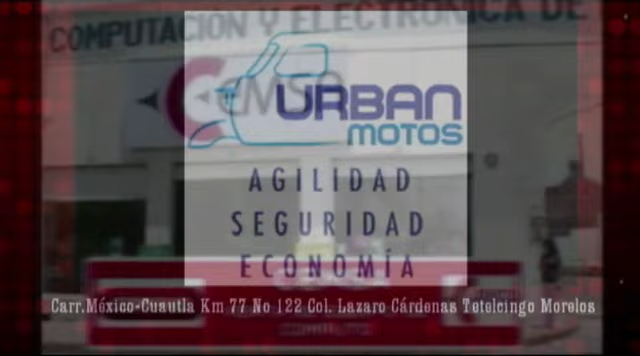 COMPUTACION Y ELECTRONICA DE
URBAN
MOTOS
AGILIDAD
SEGURIDAD
ECONOMÍA
Carr.México-Cuautla Km 77 No 122 Col. Lazaro Cárdenas Tetelcingo Morelos